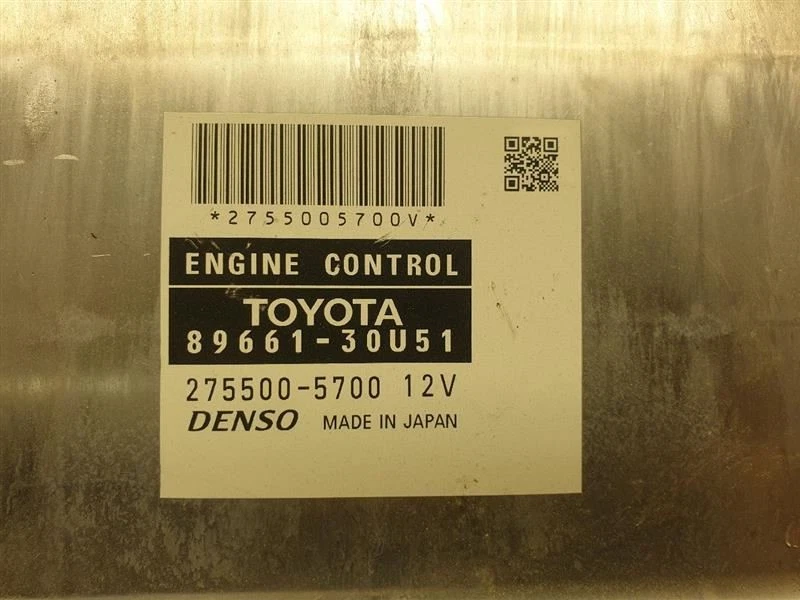 *2755005700V*
ENGINE CONTROL
TOYOTA
89661-30U51
275500-5700 12V
DENSO MADE IN JAPAN